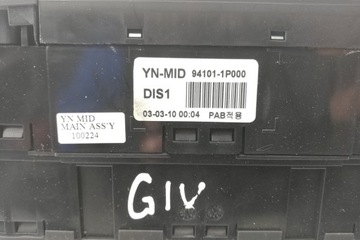 YN-MID 94101-1P000
DIS1
03-03-10 00:04 PAB적용
YN MID
MAIN ASS'Y
100224
GIV